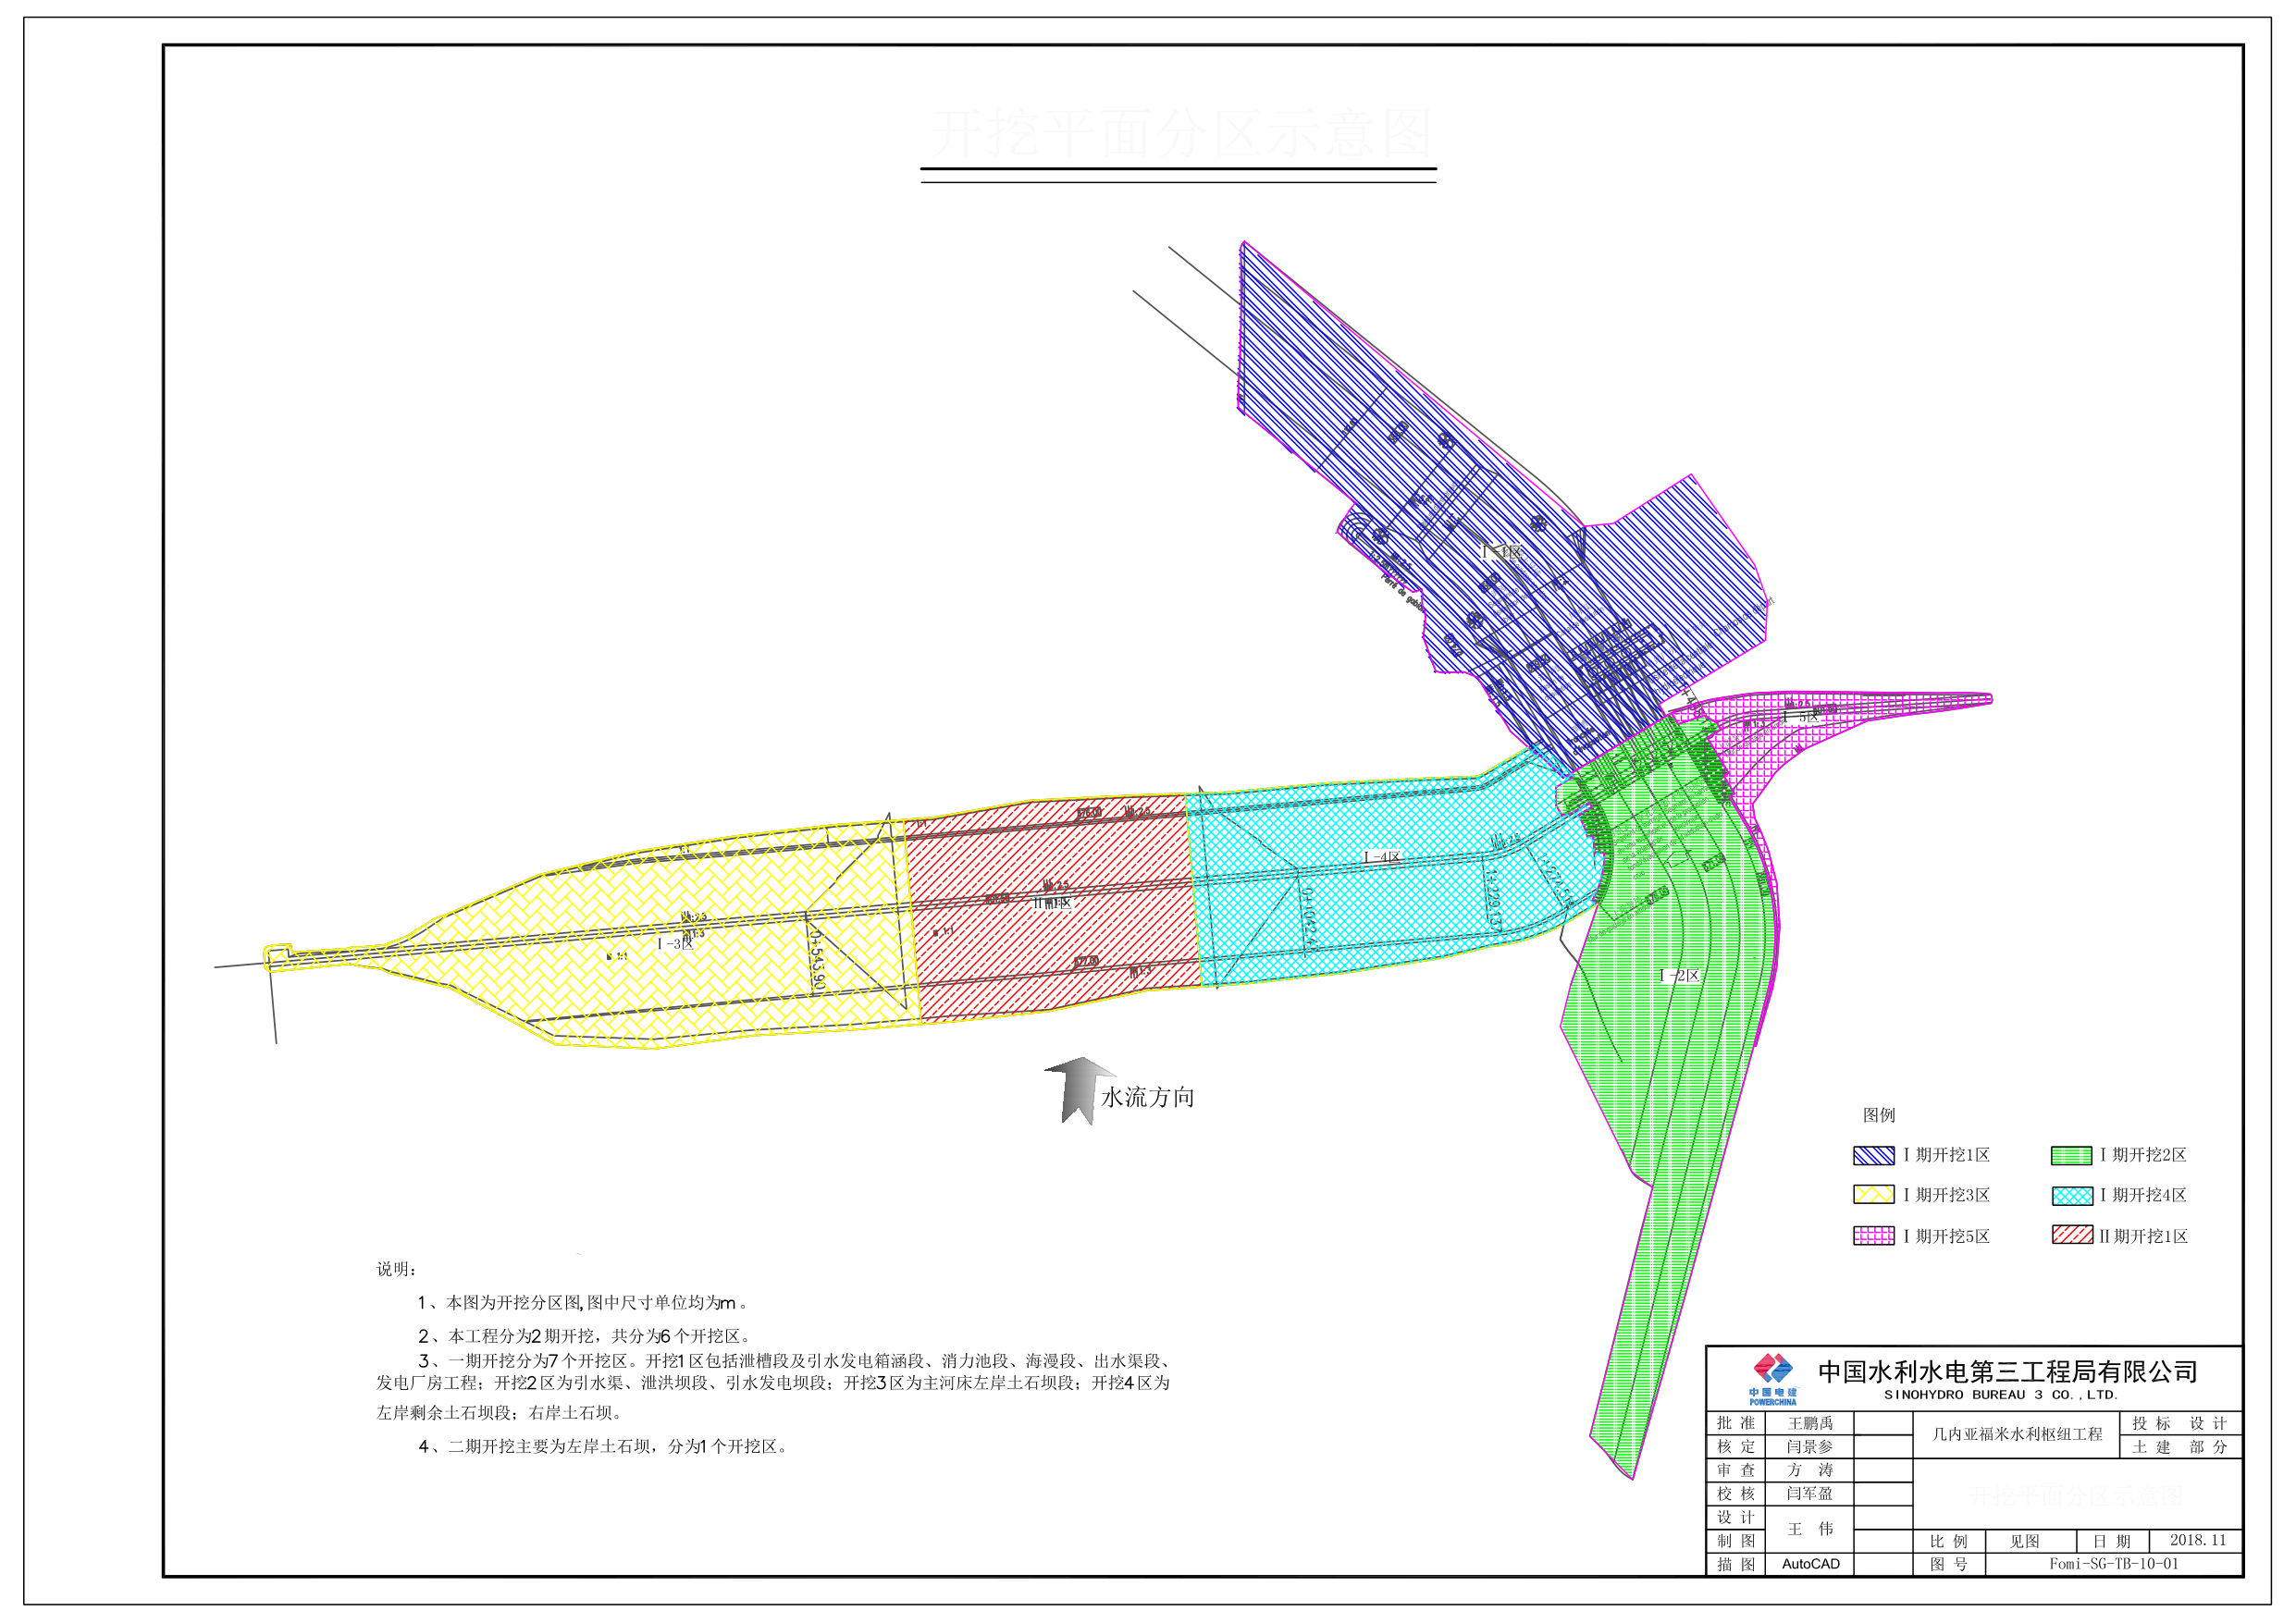 开挖平面分区示意图
I-1区
Perré de gabion
I-5区
I-4区
II-1区
I-3区
I-2区
576.00
577.00
1:2.5
1:3
0+543.90
水流方向
图例
I 期开挖1区
I 期开挖2区
I 期开挖3区
I 期开挖4区
I 期开挖5区
II 期开挖1区
说明：
1、本图为开挖分区图,图中尺寸单位均为m。
2、本工程分为2期开挖，共分为6个开挖区。
3、一期开挖分为7个开挖区。开挖1区包括泄槽段及引水发电箱涵段、消力池段、海漫段、出水渠段、
发电厂房工程；开挖2区为引水渠、泄洪坝段、引水发电坝段；开挖3区为主河床左岸土石坝段；开挖4区为
左岸剩余土石坝段；右岸土石坝。
4、二期开挖主要为左岸土石坝，分为1个开挖区。
中国电建
POWERCHINA
中国水利水电第三工程局有限公司
SINOHYDRO BUREAU 3 CO.,LTD.
批 准 王鹏禹
核 定 闫景参
审 查 方 涛
校 核 闫军盈
设 计
制 图
王 伟
描 图 AutoCAD
几内亚福米水利枢纽工程
投 标 设 计
土 建 部 分
开挖平面分区示意图
比 例 见图 日 期 2018.11
图 号 Fomi-SG-TB-10-01